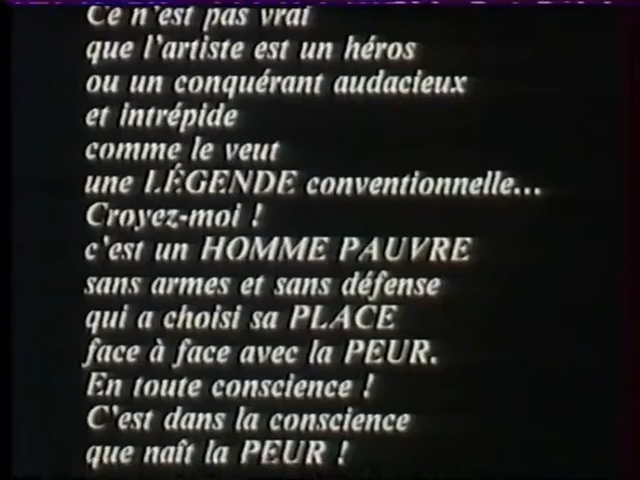 Ce n'est pas vrai
que l'artiste est un héros
ou un conquérant audacieux
et intrépide
comme le veut
une LÉGENDE conventionnelle...
Croyez-moi !
c'est un HOMME PAUVRE
sans armes et sans défense
qui a choisi sa PLACE
face à face avec la PEUR.
En toute conscience !
C'est dans la conscience
que naît la PEUR !